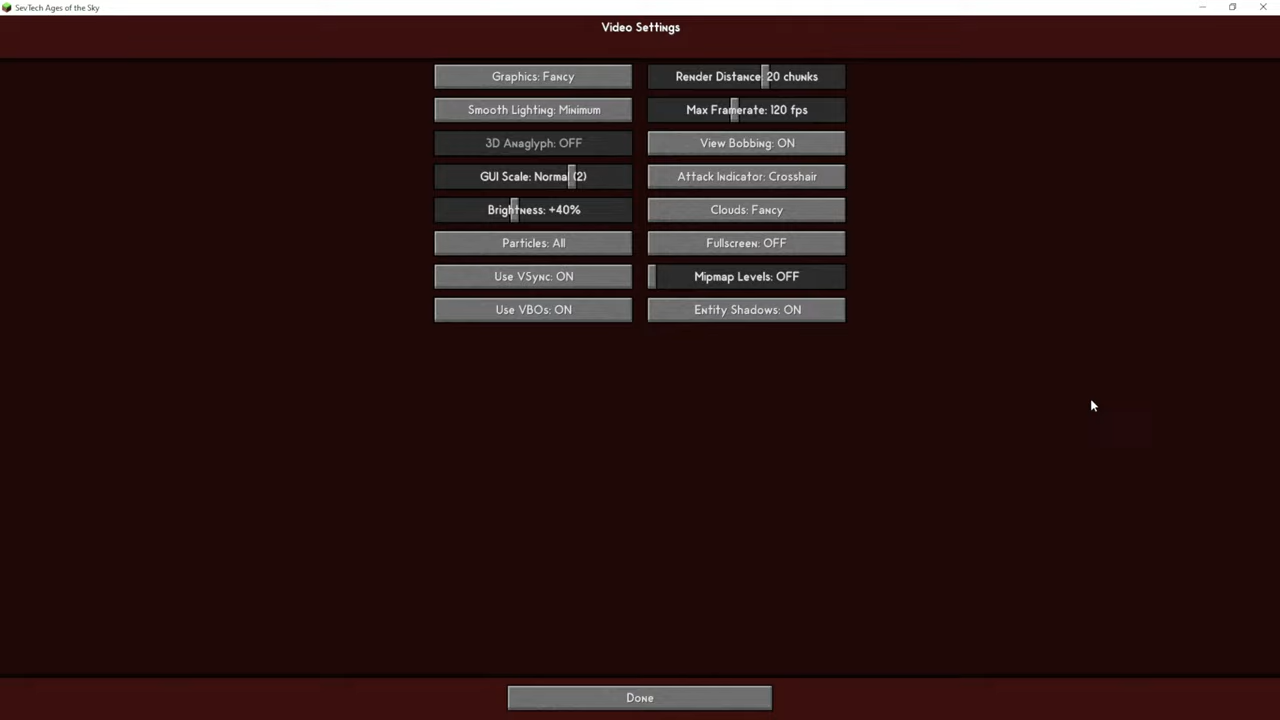 SevTech Ages of the Sky
Video Settings
Graphics: Fancy
Render Distance: 20 chunks
Smooth Lighting: Minimum
Max Framerate: 120 fps
3D Anaglyph: OFF
View Bobbing: ON
GUI Scale: Normal (2)
Attack Indicator: Crosshair
Brightness: +40%
Clouds: Fancy
Particles: All
Fullscreen: OFF
Use VSync: ON
Mipmap Levels: OFF
Use VBOs: ON
Entity Shadows: ON
Done